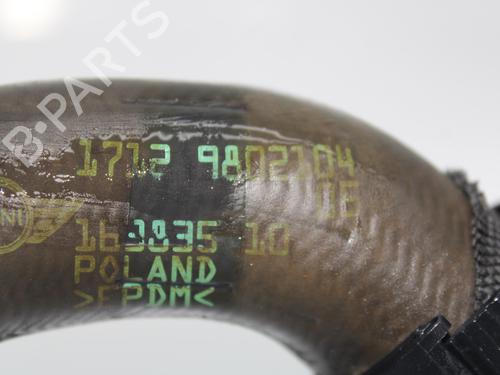 B-PARTS
1712 9802104
163835 10
POLAND
>EPDM<